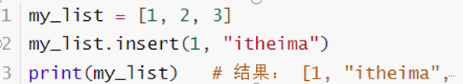 1 my_list = [1, 2, 3]
2 my_list.insert(1, "itheima")
3 print(my_list)   # 结果： [1, "itheima",